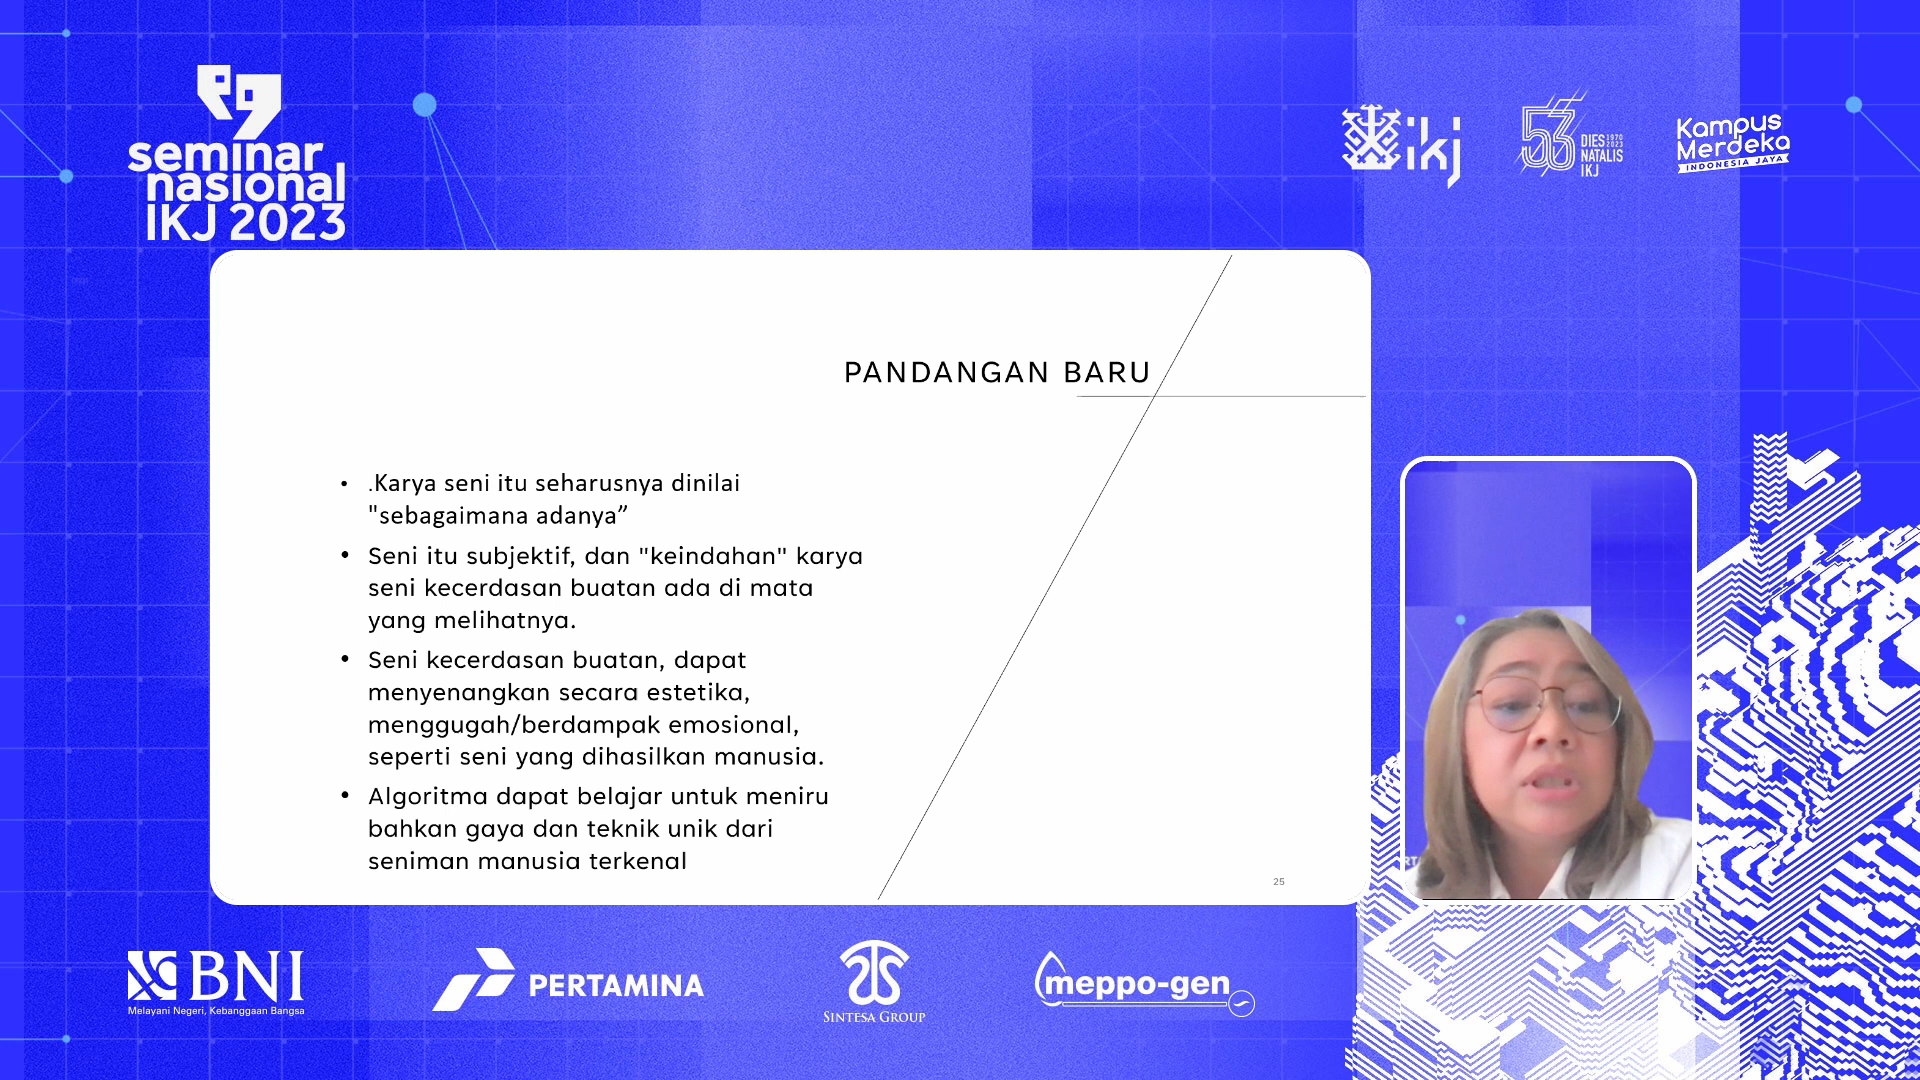 seminar
nasional
IKJ 2023
ikj
53
DIES 1970
2023
NATALIS
IKJ
Kampus
Merdeka
INDONESIA JAYA
PANDANGAN BARU
• .Karya seni itu seharusnya dinilai
"sebagaimana adanya”
• Seni itu subjektif, dan "keindahan" karya
seni kecerdasan buatan ada di mata
yang melihatnya.
• Seni kecerdasan buatan, dapat
menyenangkan secara estetika,
menggugah/berdampak emosional,
seperti seni yang dihasilkan manusia.
• Algoritma dapat belajar untuk meniru
bahkan gaya dan teknik unik dari
seniman manusia terkenal
25
BNI
Melayani Negeri, Kebanggaan Bangsa
PERTAMINA
SINTESA GROUP
meppo-gen